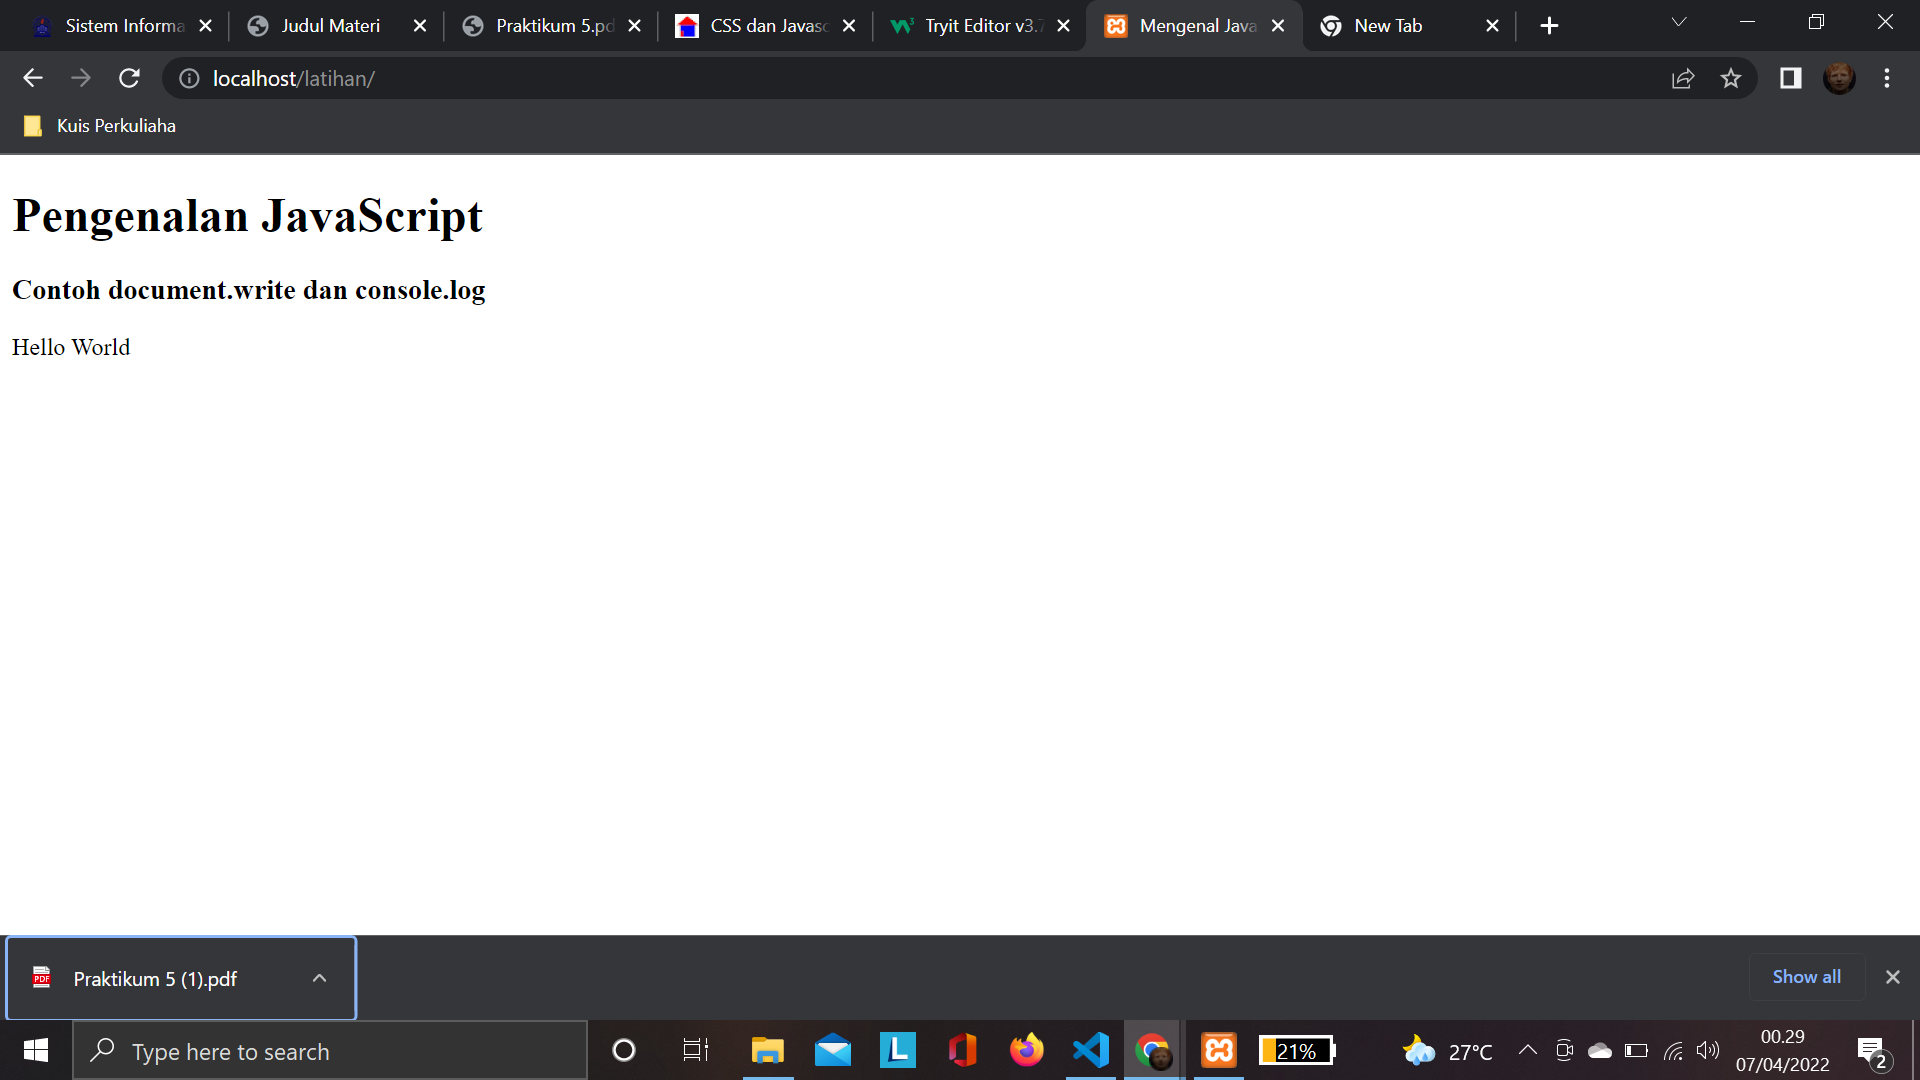 Sistem Informa
Judul Materi
Praktikum 5.pd
CSS dan Javasc
Tryit Editor v3.7
Mengenal Java
New Tab
localhost/latihan/
Kuis Perkuliaha
Pengenalan JavaScript
Contoh document.write dan console.log
Hello World
PDF
Praktikum 5 (1).pdf
Show all
Type here to search
L
21%
27°C
00.29
07/04/2022
2